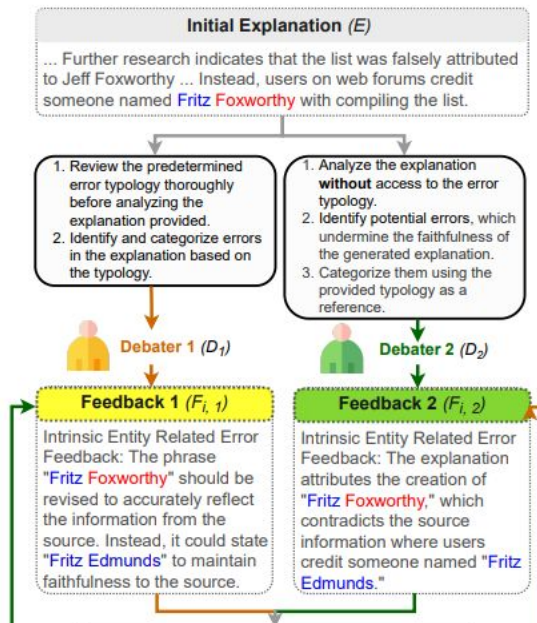 Initial Explanation (E)
... Further research indicates that the list was falsely attributed
to Jeff Foxworthy ... Instead, users on web forums credit
someone named Fritz Foxworthy with compiling the list.
1. Review the predetermined
error typology thoroughly
before analyzing the
explanation provided.
2. Identify and categorize errors
in the explanation based on
the typology.
1. Analyze the explanation
without access to the error
typology.
2. Identify potential errors, which
undermine the faithfulness of
the generated explanation.
3. Categorize them using the
provided typology as a
reference.
Debater 1 (D1)
Debater 2 (D2)
Feedback 1 (Fi, 1)
Intrinsic Entity Related Error
Feedback: The phrase
"Fritz Foxworthy" should be
revised to accurately reflect
the information from the
source. Instead, it could state
"Fritz Edmunds" to maintain
faithfulness to the source.
Feedback 2 (Fi, 2)
Intrinsic Entity Related Error
Feedback: The explanation
attributes the creation of
"Fritz Foxworthy," which
contradicts the source
information where users
credit someone named "Fritz
Edmunds."